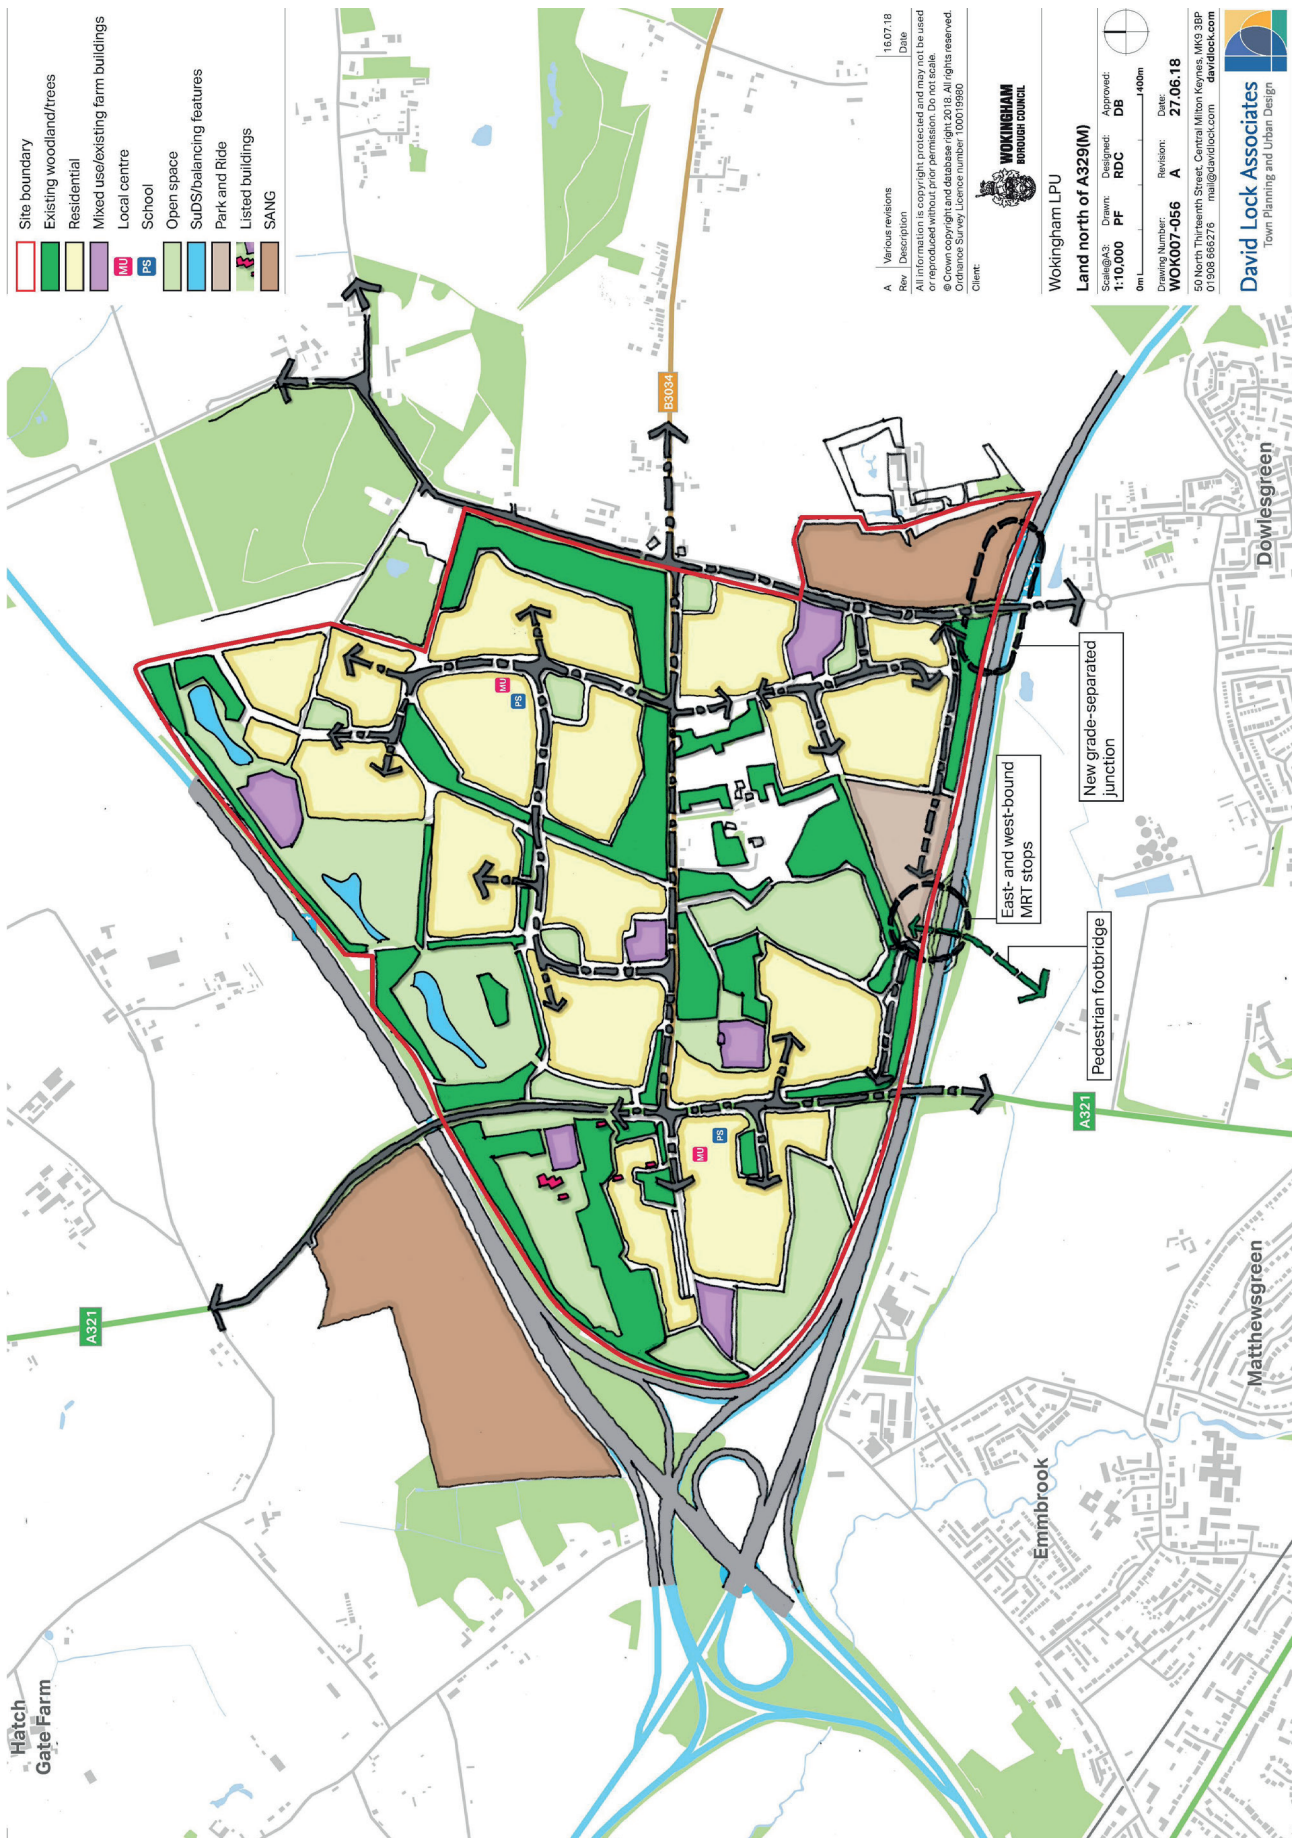 Site boundary
Existing woodland/trees
Residential
Mixed use/existing farm buildings
MU
Local centre
PS
School
Open space
SuDS/balancing features
Park and Ride
Listed buildings
SANG
Hatch
Gate Farm
A321
B3034
MU
PS
MU
PS
A321
East- and west-bound
MRT stops
New grade-separated
junction
Pedestrian footbridge
Emmbrook
Matthewsgreen
Dowlesgreen
A Various revisions 16.07.18
Rev Description Date
All information is copyright protected and may not be used
or reproduced without prior permission. Do not scale.
© Crown copyright and database right 2018. All rights reserved.
Ordnance Survey Licence number 100019980
Client:
WOKINGHAM
BOROUGH COUNCIL
Wokingham LPU
Land north of A329(M)
Scale@A3: Drawn: Designed: Approved:
1:10,000 PF RDC DB
0m 400m
Drawing Number: Revision: Date:
WOK007-056 A 27.06.18
50 North Thirteenth Street, Central Milton Keynes, MK9 3BP
01908 666276 mail@davidlock.com davidlock.com
David Lock Associates
Town Planning and Urban Design